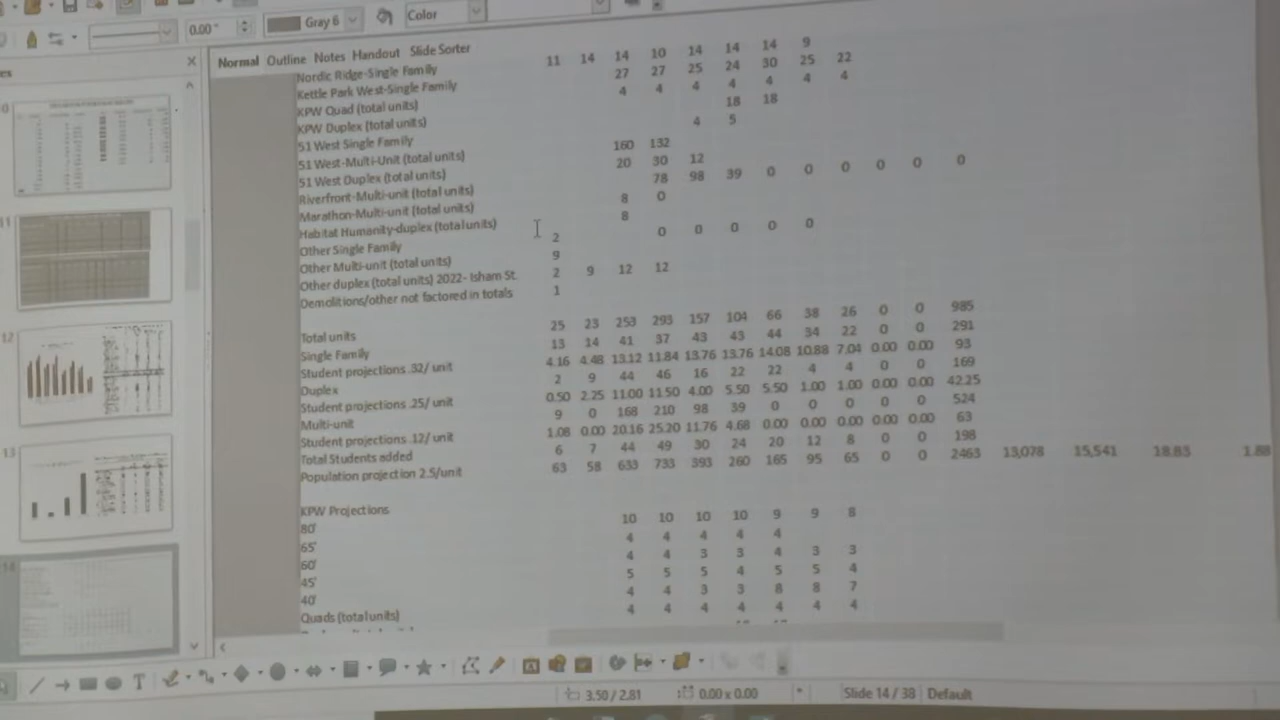 0.00° Gray 6 Color
Normal Outline Notes Handout Slide Sorter
Nordic Ridge-Single Family 11 14 14 10 14 14 14 9
Kettle Park West-Single Family 27 27 25 24 30 25 22
KPW Quad (total units) 4 4 4 4 4 4 4
KPW Duplex (total units) 18 18
51 West Single Family 4 5
51 West-Multi-Unit (total units) 160 132
51 West Duplex (total units) 20 30 12
Riverfront-Multi-unit (total units) 78 98 39 0 0 0 0 0 0
Marathon-Multi-unit (total units) 8 0
Habitat Humanity-duplex (total units) 8
Other Single Family 2 0 0 0 0 0
Other Multi-unit (total units) 9
Other duplex (total units) 2022- Isham St. 2 9 12 12
Demolitions/other not factored in totals 1
Total units 25 23 253 293 157 104 66 38 26 0 0 985
Single Family 13 14 41 37 43 43 44 34 22 0 0 291
Student projections .32/ unit 4.16 4.48 13.12 11.84 13.76 13.76 14.08 10.88 7.04 0.00 0.00 93
Duplex 2 9 44 46 16 22 22 4 4 0 0 169
Student projections .25/ unit 0.50 2.25 11.00 11.50 4.00 5.50 5.50 1.00 1.00 0.00 0.00 42.25
Multi-unit 9 0 168 210 98 39 0 0 0 0 0 524
Student projections .12/ unit 1.08 0.00 20.16 25.20 11.76 4.68 0.00 0.00 0.00 0.00 0.00 63
Total Students added 6 7 44 49 30 24 20 12 8 0 0 198
Population projection 2.5/unit 63 58 633 733 393 260 165 95 65 0 0 2463 13,078 15,541 18.83 1.88
KPW Projections
80' 10 10 10 10 9 9 8
65' 4 4 4 4 4
60' 4 4 3 3 4 3 3
45' 5 5 5 4 5 5 4
40' 4 4 3 3 8 8 7
Quads (total units) 4 4 4 4 4 4 4
11
12
13
14
3.50 / 2.81 0.00 x 0.00 Slide 14 / 38 Default